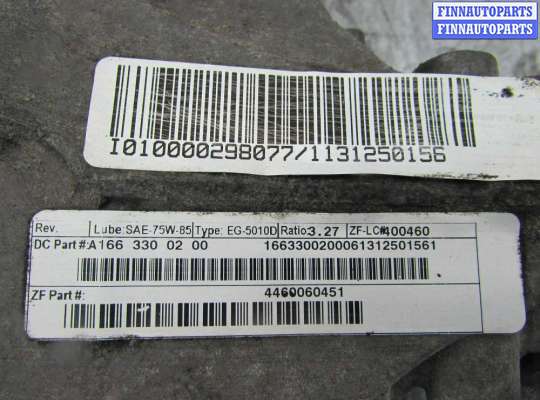 FINNAUTOPARTS
FINNAUTOPARTS
I010000298077/1131250156
Rev. Lube:SAE-75W-85 Type: EG-5010D Ratio:3.27 ZF-LC#:400460
DC Part#:A166 330 02 00 1663300200061312501561
ZF Part #: 4460060451